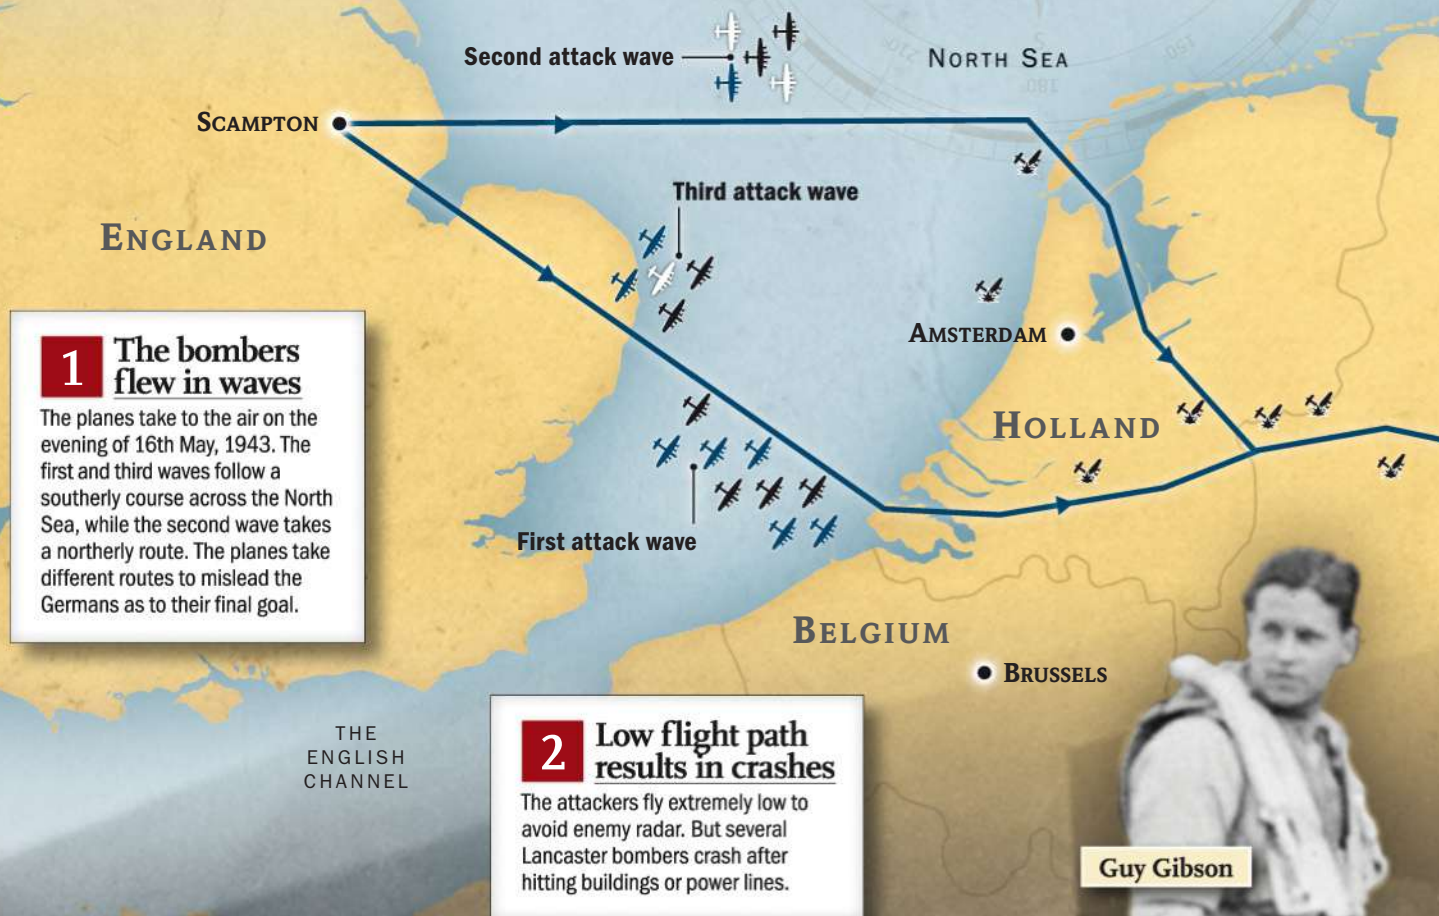 Second attack wave
NORTH SEA
SCAMPTON
Third attack wave
ENGLAND
AMSTERDAM
HOLLAND
1
The bombers
flew in waves
The planes take to the air on the
evening of 16th May, 1943. The
first and third waves follow a
southerly course across the North
Sea, while the second wave takes
a northerly route. The planes take
different routes to mislead the
Germans as to their final goal.
First attack wave
BELGIUM
BRUSSELS
THE
ENGLISH
CHANNEL
2
Low flight path
results in crashes
The attackers fly extremely low to
avoid enemy radar. But several
Lancaster bombers crash after
hitting buildings or power lines.
Guy Gibson
210
180
150